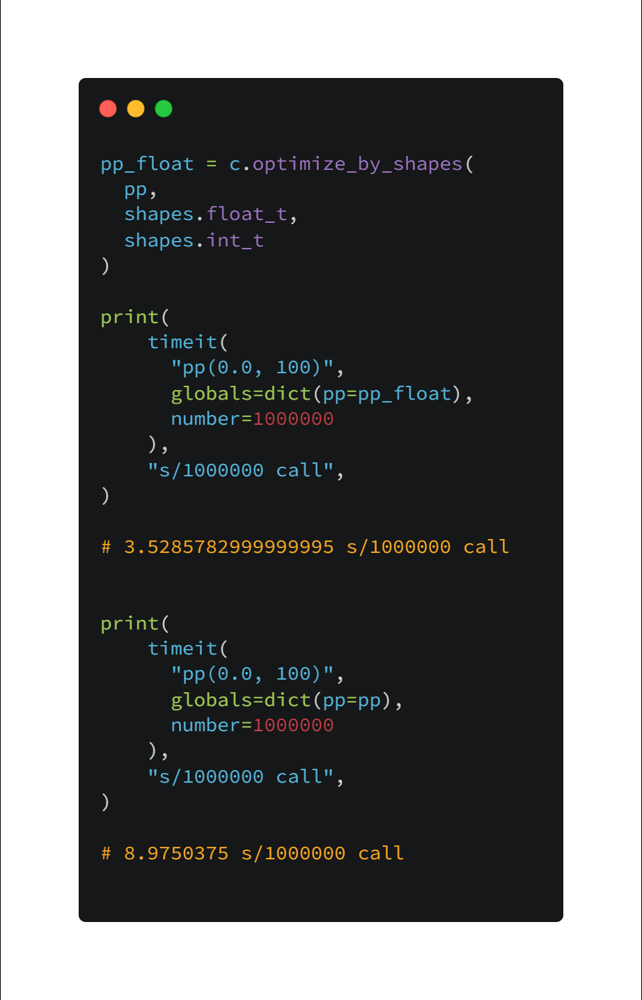 pp_float = c.optimize_by_shapes(
  pp,
  shapes.float_t,
  shapes.int_t
)

print(
    timeit(
      "pp(0.0, 100)",
      globals=dict(pp=pp_float),
      number=1000000
    ),
    "s/1000000 call",
)

# 3.5285782999999995 s/1000000 call

print(
    timeit(
      "pp(0.0, 100)",
      globals=dict(pp=pp),
      number=1000000
    ),
    "s/1000000 call",
)

# 8.9750375 s/1000000 call